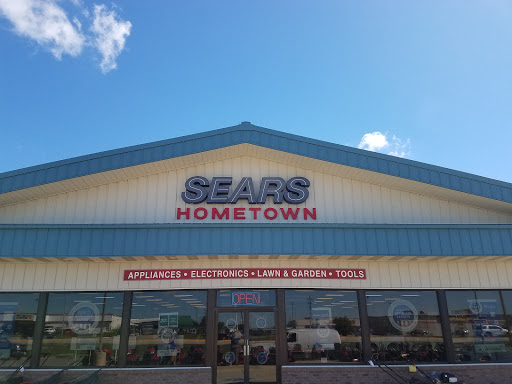 SEARS
HOMETOWN
APPLIANCES • ELECTRONICS • LAWN & GARDEN • TOOLS
OPEN